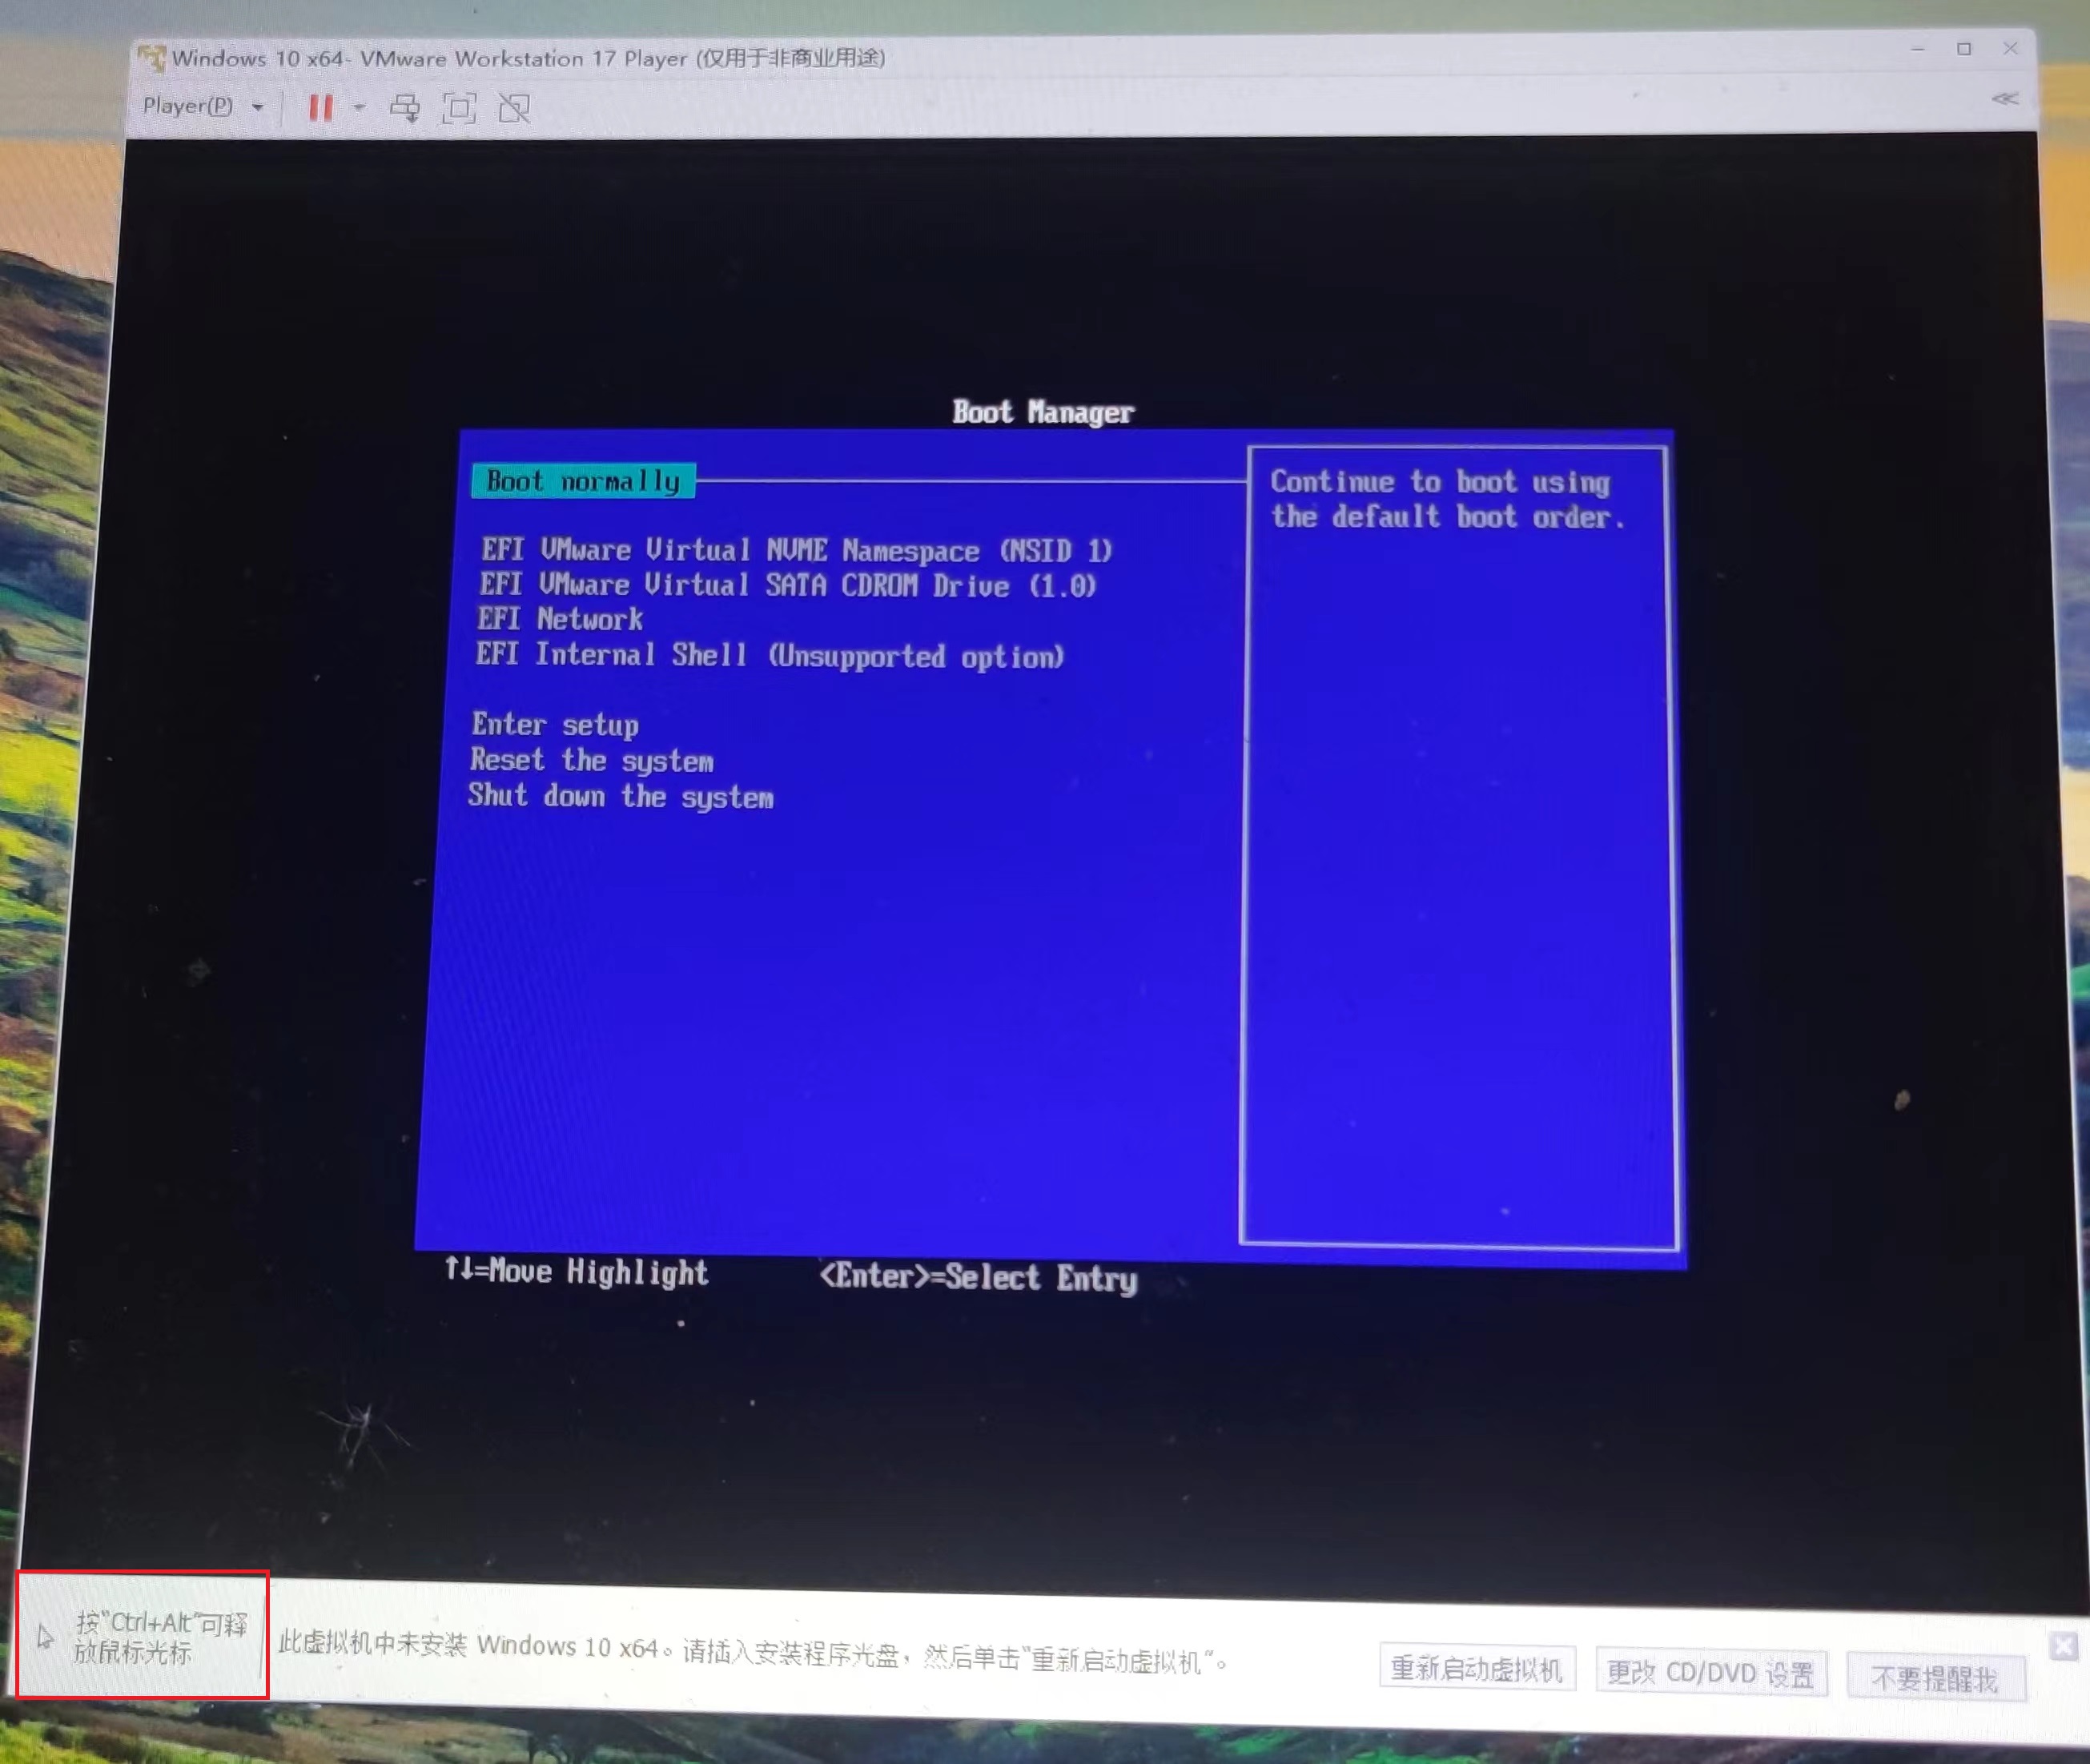 Windows 10 x64- VMware Workstation 17 Player (仅用于非商业用途)
Player(P)
Boot Manager
Boot normally
Continue to boot using
the default boot order.
EFI VMware Virtual NVME Namespace (NSID 1)
EFI VMware Virtual SATA CDROM Drive (1.0)
EFI Network
EFI Internal Shell (Unsupported option)
Enter setup
Reset the system
Shut down the system
↑↓=Move Highlight <Enter>=Select Entry
按"Ctrl+Alt"可释
放鼠标光标
此虚拟机中未安装 Windows 10 x64。请插入安装程序光盘，然后单击"重新启动虚拟机"。
重新启动虚拟机 更改 CD/DVD 设置 不要提醒我